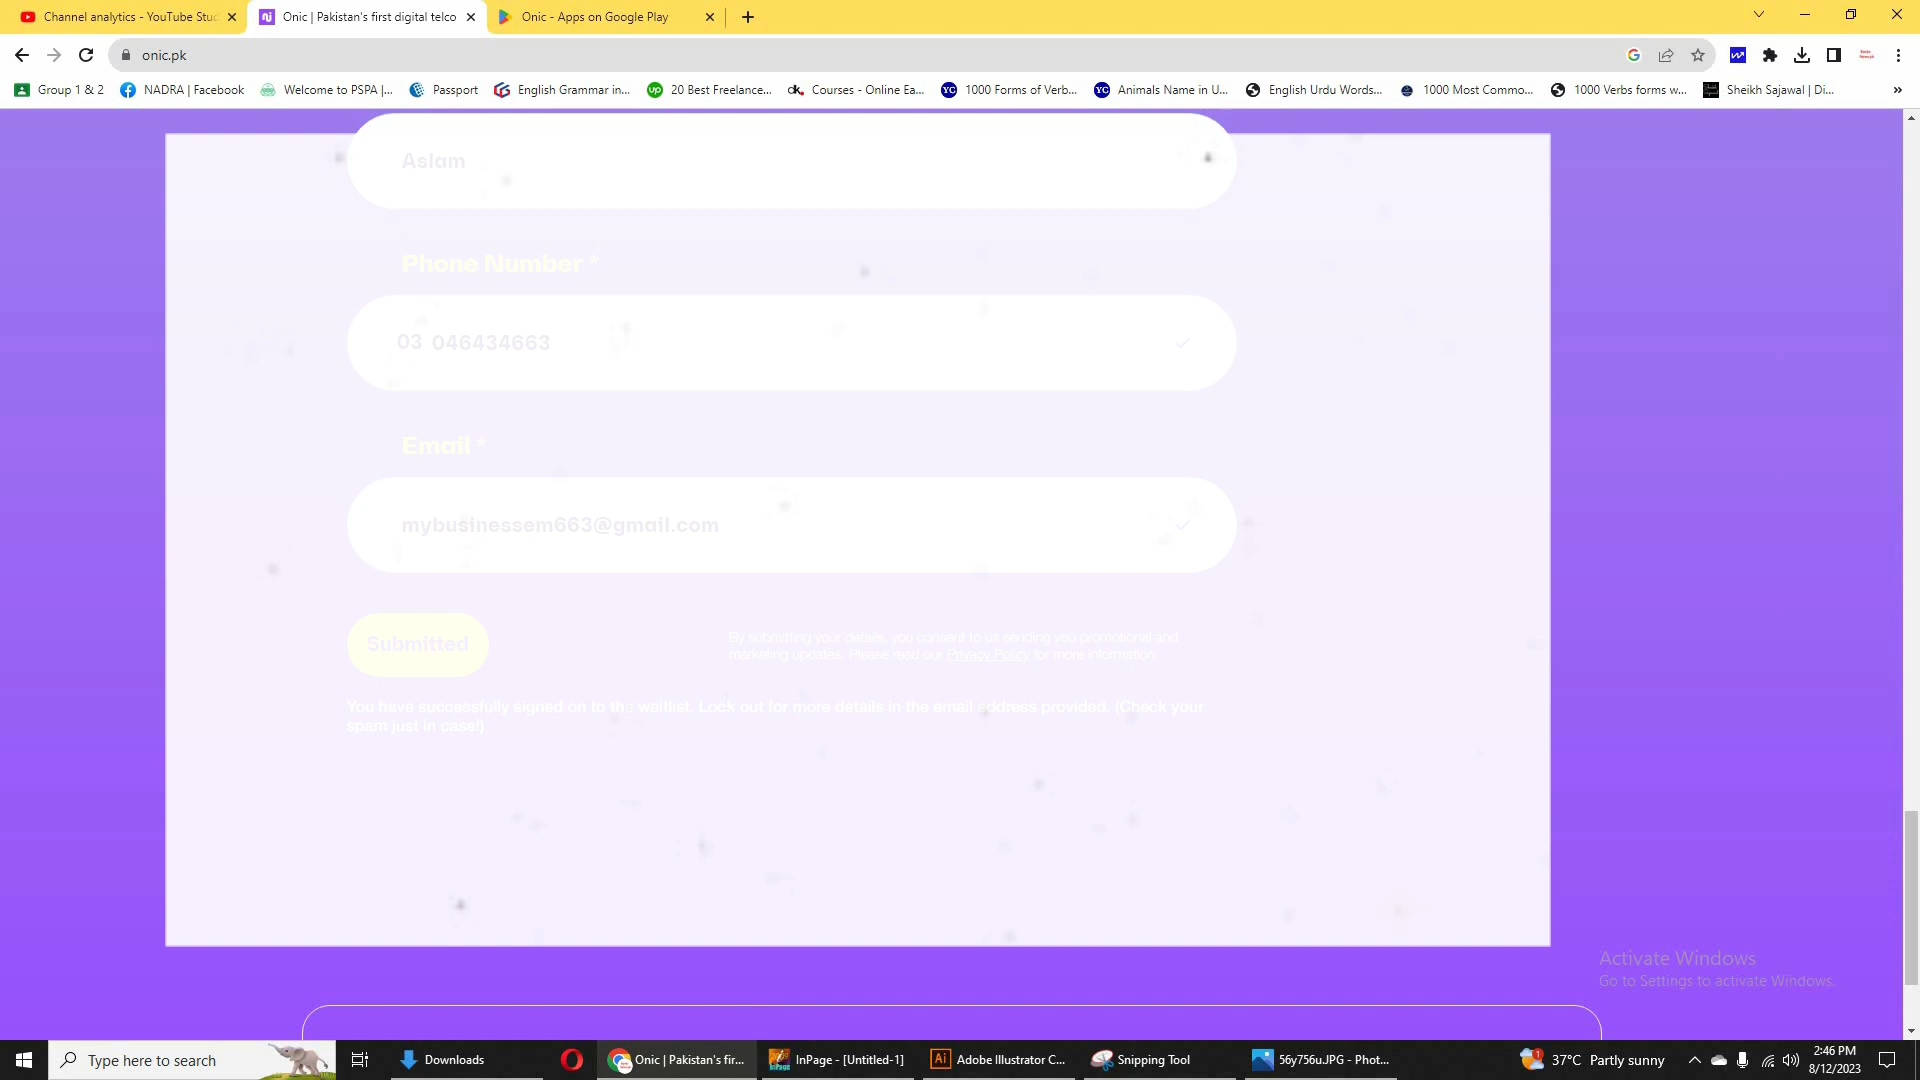 Channel analytics - YouTube Stu
Onic | Pakistan's first digital telco
Onic - Apps on Google Play
onic.pk
Group 1 & 2
NADRA | Facebook
Welcome to PSPA |...
Passport
English Grammar in...
20 Best Freelance...
Courses - Online Ea...
1000 Forms of Verb...
Animals Name in U...
English Urdu Words...
1000 Most Commo...
1000 Verbs forms w...
Sheikh Sajawal | Di...
Aslam
Phone Number *
03 046434663
Email *
mybusinessem663@gmail.com
Submitted
By submitting your details, you consent to us sending you promotional and
marketing updates. Please read our Privacy Policy for more information.
You have successfully signed on to the waitlist. Look out for more details in the email address provided. (Check your
spam just in case!)
Activate Windows
Go to Settings to activate Windows.
Type here to search
Downloads
Onic | Pakistan's fir...
InPage - [Untitled-1]
Adobe Illustrator C...
Snipping Tool
56y756u.JPG - Phot...
37°C Partly sunny
2:46 PM
8/12/2023